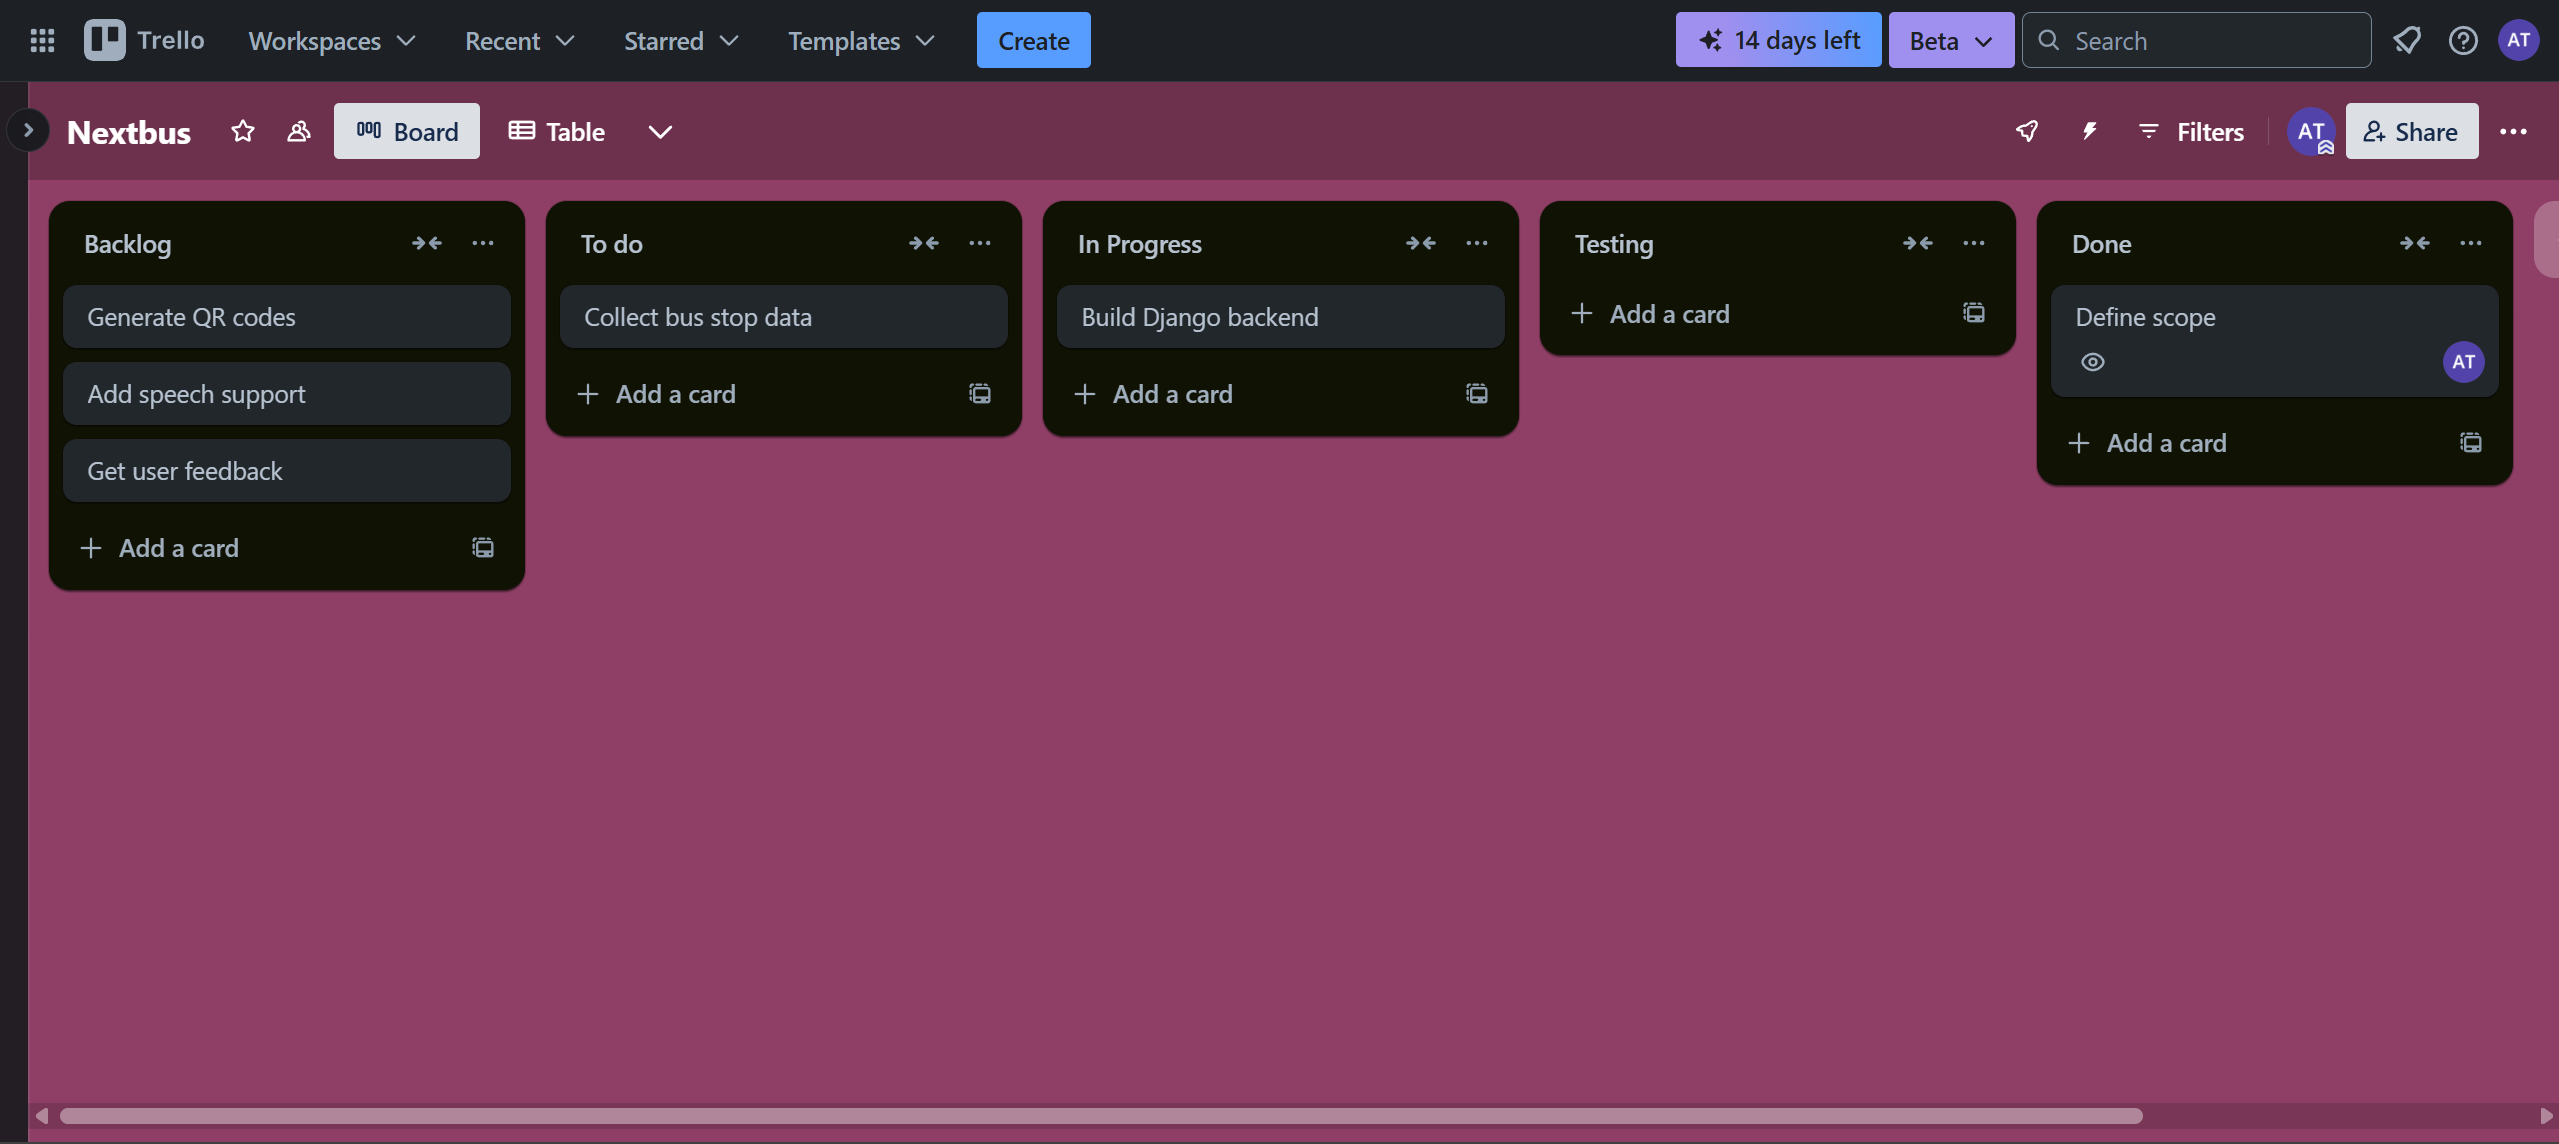 Trello Workspaces Recent Starred Templates Create 14 days left Beta Search AT
Nextbus Board Table Filters AT Share
Backlog
Generate QR codes
Add speech support
Get user feedback
Add a card
To do
Collect bus stop data
Add a card
In Progress
Build Django backend
Add a card
Testing
Add a card
Done
Define scope
AT
Add a card